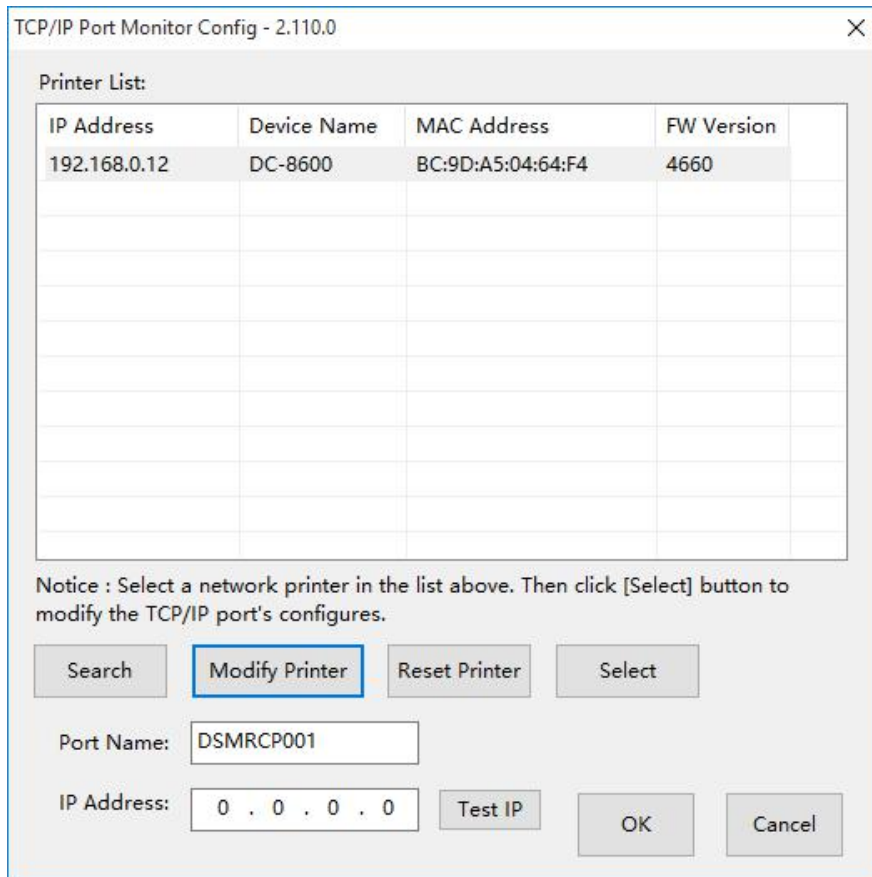 TCP/IP Port Monitor Config - 2.110.0
Printer List:
IP Address Device Name MAC Address FW Version
192.168.0.12 DC-8600 BC:9D:A5:04:64:F4 4660
Notice : Select a network printer in the list above. Then click [Select] button to
modify the TCP/IP port's configures.
Search Modify Printer Reset Printer Select
Port Name: DSMRCP001
IP Address: 0 . 0 . 0 . 0 Test IP OK Cancel